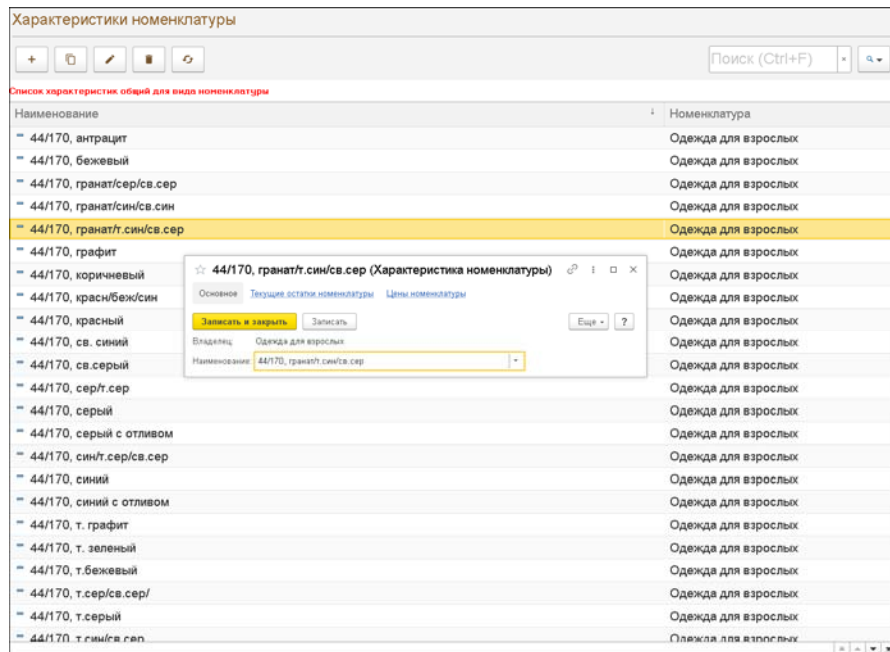 Характеристики номенклатуры
Поиск (Ctrl+F) ×
Список характеристик общий для вида номенклатуры
Наименование ↓ Номенклатура
44/170, антрацит Одежда для взрослых
44/170, бежевый Одежда для взрослых
44/170, гранат/сер/св.сер Одежда для взрослых
44/170, гранат/син/св.син Одежда для взрослых
44/170, гранат/т.син/св.сер Одежда для взрослых
44/170, графит Одежда для взрослых
44/170, гранат/т.син/св.сер (Характеристика номенклатуры)
44/170, коричневый Одежда для взрослых
Основное Текущие остатки номенклатуры Цены номенклатуры
44/170, красн/беж/син Одежда для взрослых
Записать и закрыть Записать Еще ?
44/170, красный Одежда для взрослых
Владелец: Одежда для взрослых
44/170, св. синий Одежда для взрослых
Наименование: 44/170, гранат/т.син/св.сер
44/170, св.серый Одежда для взрослых
44/170, сер/т.сер Одежда для взрослых
44/170, серый Одежда для взрослых
44/170, серый с отливом Одежда для взрослых
44/170, син/т.сер/св.сер Одежда для взрослых
44/170, синий Одежда для взрослых
44/170, синий с отливом Одежда для взрослых
44/170, т. графит Одежда для взрослых
44/170, т. зеленый Одежда для взрослых
44/170, т.бежевый Одежда для взрослых
44/170, т.сер/св.сер/ Одежда для взрослых
44/170, т.серый Одежда для взрослых
44/170, т.син/св.сер Одежда для взрослых